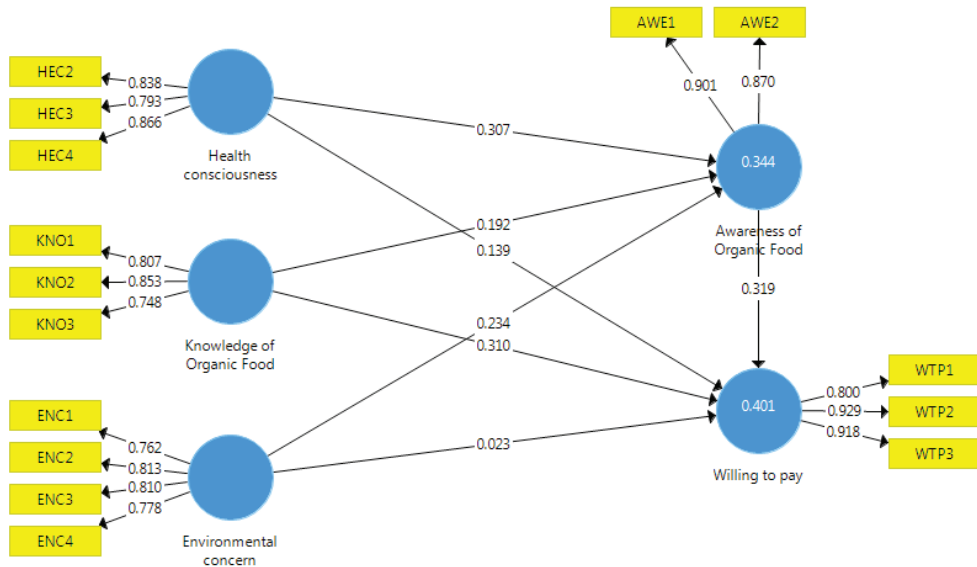 AWE1
AWE2
HEC2
HEC3
HEC4
0.838
0.793
0.866
Health
consciousness
0.901
0.870
0.307
0.344
Awareness of
Organic Food
KNO1
KNO2
KNO3
0.807
0.853
0.748
Knowledge of
Organic Food
0.192
0.139
0.319
0.234
0.310
0.023
ENC1
ENC2
ENC3
ENC4
0.762
0.813
0.810
0.778
Environmental
concern
0.401
Willing to pay
0.800
0.929
0.918
WTP1
WTP2
WTP3